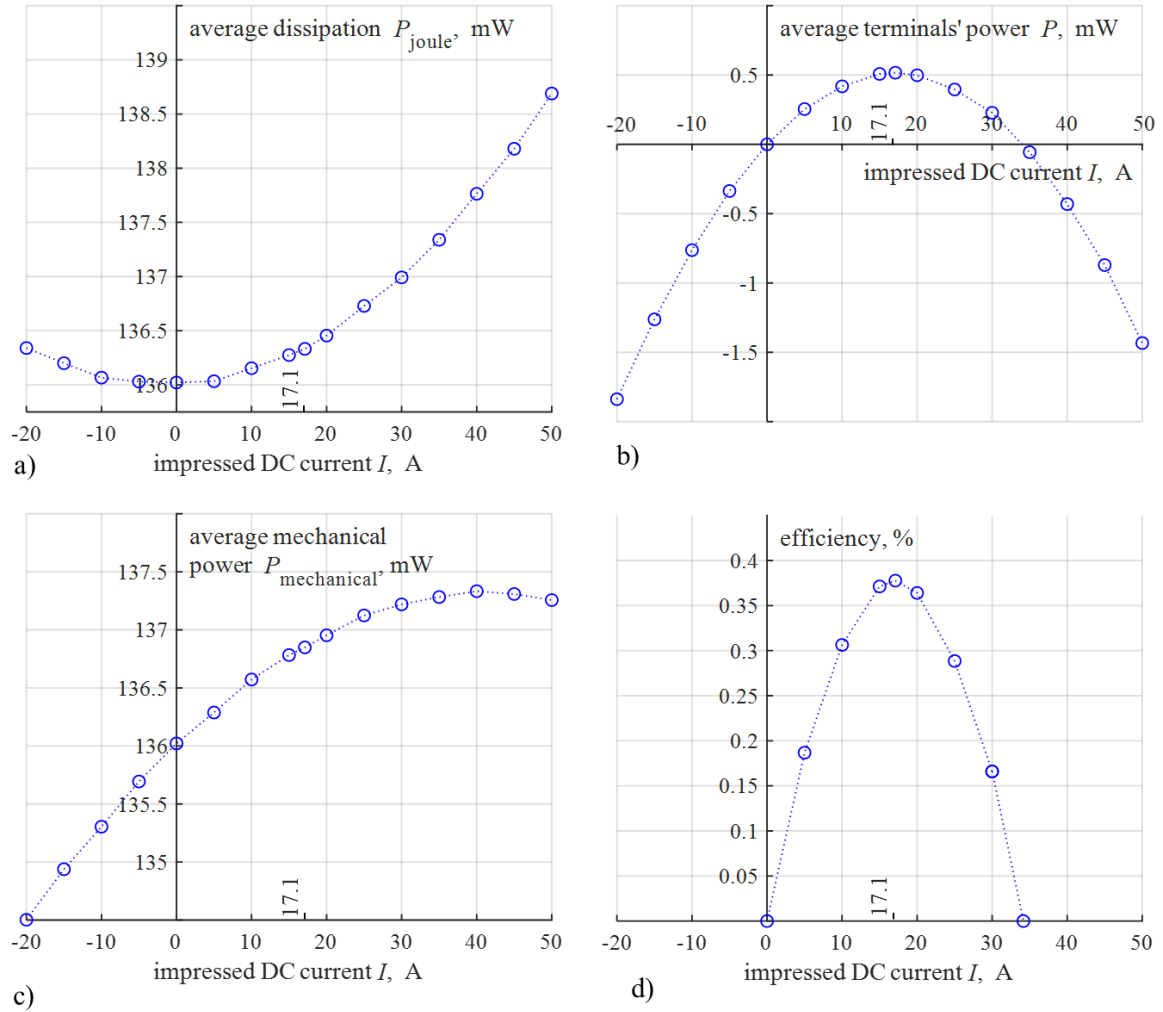 average dissipation P_joule, mW
139
138.5
138
137.5
137
136.5
136
17.1
-20 -10 0 10 20 30 40 50
impressed DC current I, A
a)
average terminals' power P, mW
0.5
-20 -10 10 20 30 40 50
17.1
impressed DC current I, A
-0.5
-1
-1.5
b)
average mechanical
power P_mechanical, mW
137.5
137
136.5
136
135.5
135
17.1
-20 -10 0 10 20 30 40 50
impressed DC current I, A
c)
efficiency, %
0.4
0.35
0.3
0.25
0.2
0.15
0.1
0.05
17.1
-20 -10 0 10 20 30 40 50
impressed DC current I, A
d)